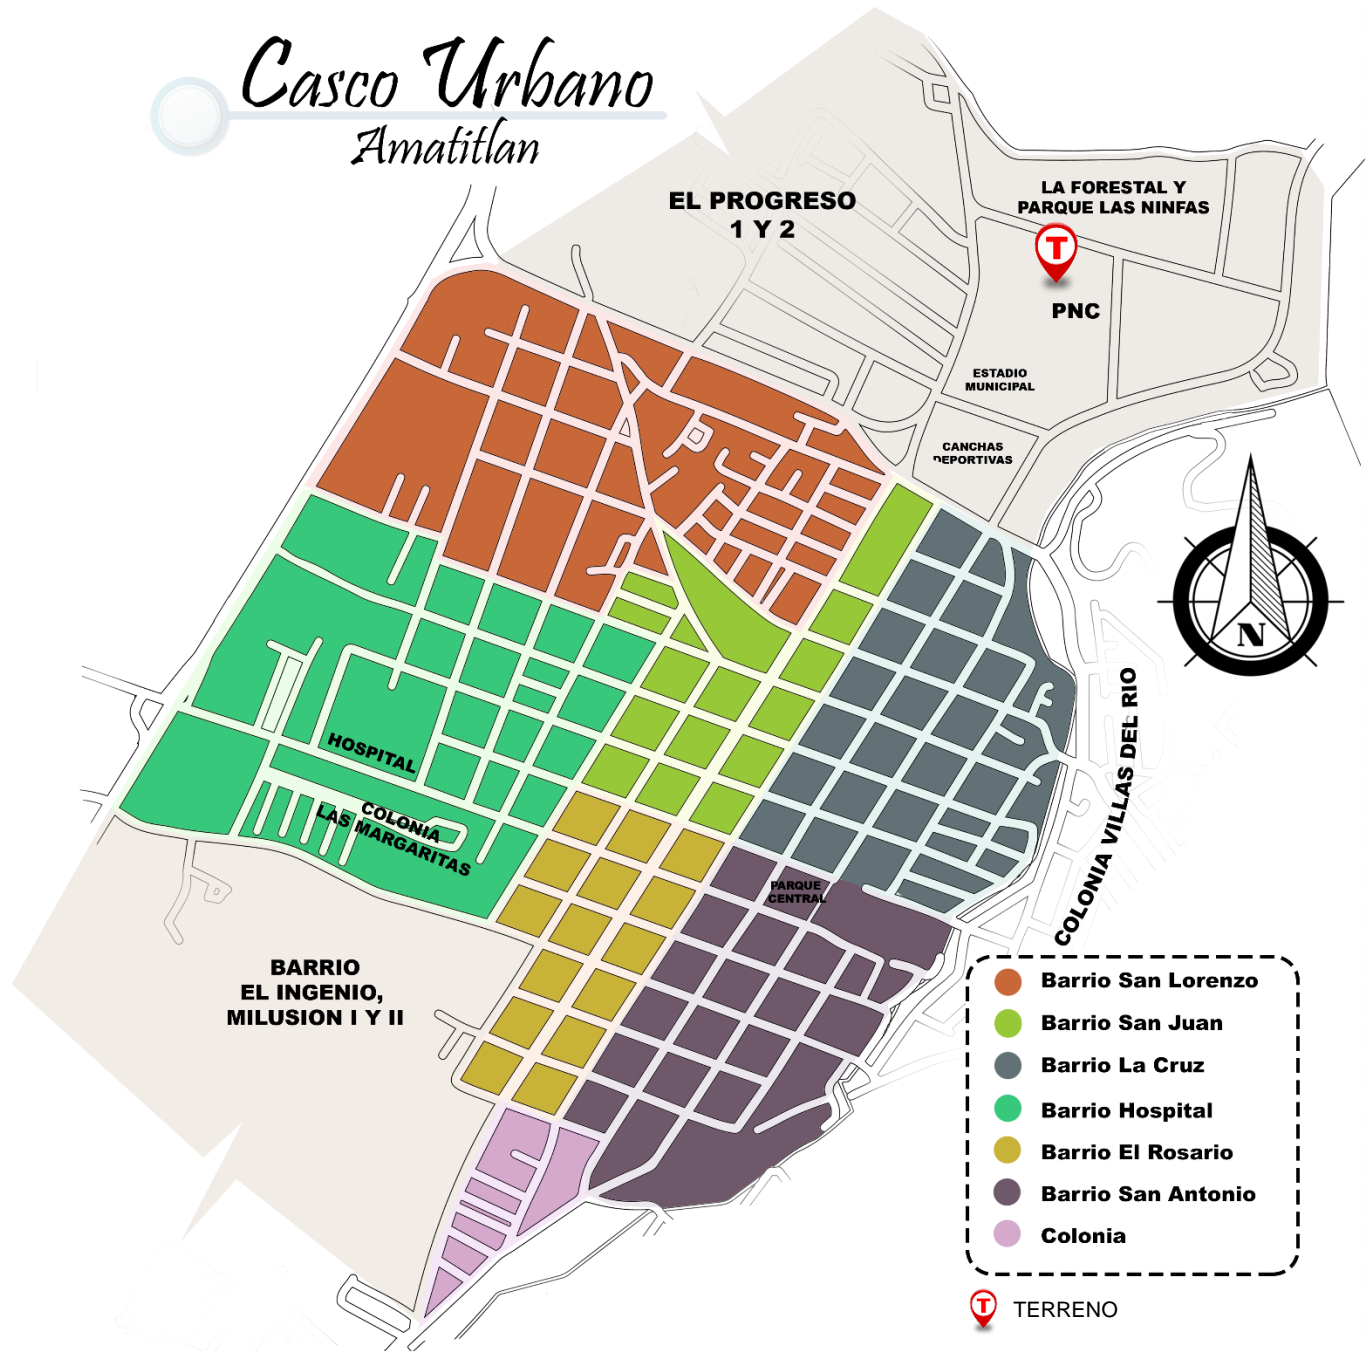 Casco Urbano
Amatitlan
EL PROGRESO
1 Y 2
LA FORESTAL Y
PARQUE LAS NINFAS
T
PNC
ESTADIO
MUNICIPAL
CANCHAS
DEPORTIVAS
N
HOSPITAL
COLONIA
LAS MARGARITAS
PARQUE
CENTRAL
COLONIA VILLAS DEL RIO
BARRIO
EL INGENIO,
MILUSION I Y II
Barrio San Lorenzo
Barrio San Juan
Barrio La Cruz
Barrio Hospital
Barrio El Rosario
Barrio San Antonio
Colonia
T TERRENO